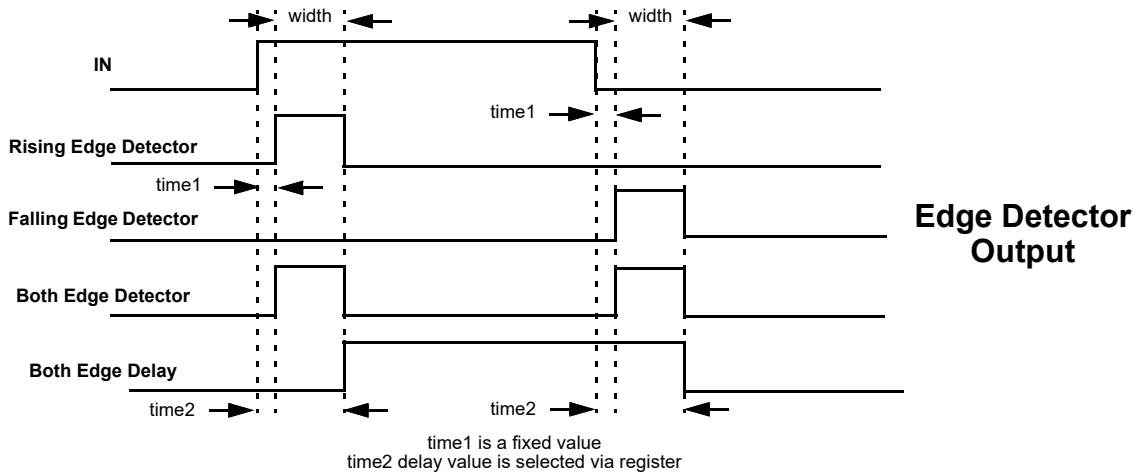 width
width
IN
time1
Rising Edge Detector
time1
Falling Edge Detector
Edge Detector
Output
Both Edge Detector
Both Edge Delay
time2
time2
time1 is a fixed value
time2 delay value is selected via register